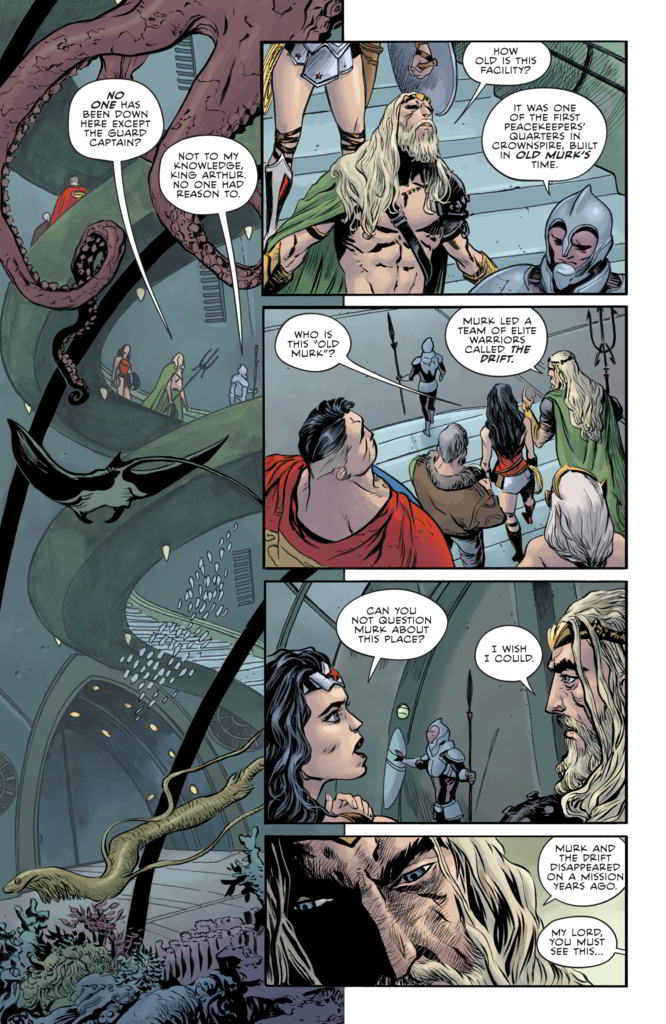 NO
ONE HAS
BEEN DOWN
HERE EXCEPT
THE GUARD
CAPTAIN?
NOT TO MY
KNOWLEDGE,
KING ARTHUR.
NO ONE HAD
REASON TO.
HOW
OLD IS THIS
FACILITY?
IT WAS ONE
OF THE FIRST
PEACEKEEPERS'
QUARTERS IN
CROWNSPIRE, BUILT
IN OLD MURK'S
TIME.
WHO IS
THIS "OLD
MURK"?
MURK LED A
TEAM OF ELITE
WARRIORS
CALLED THE
DRIFT.
CAN YOU
NOT QUESTION
MURK ABOUT
THIS PLACE?
I WISH
I COULD.
MURK AND
THE DRIFT
DISAPPEARED
ON A MISSION
YEARS AGO.
MY LORD,
YOU MUST
SEE THIS...